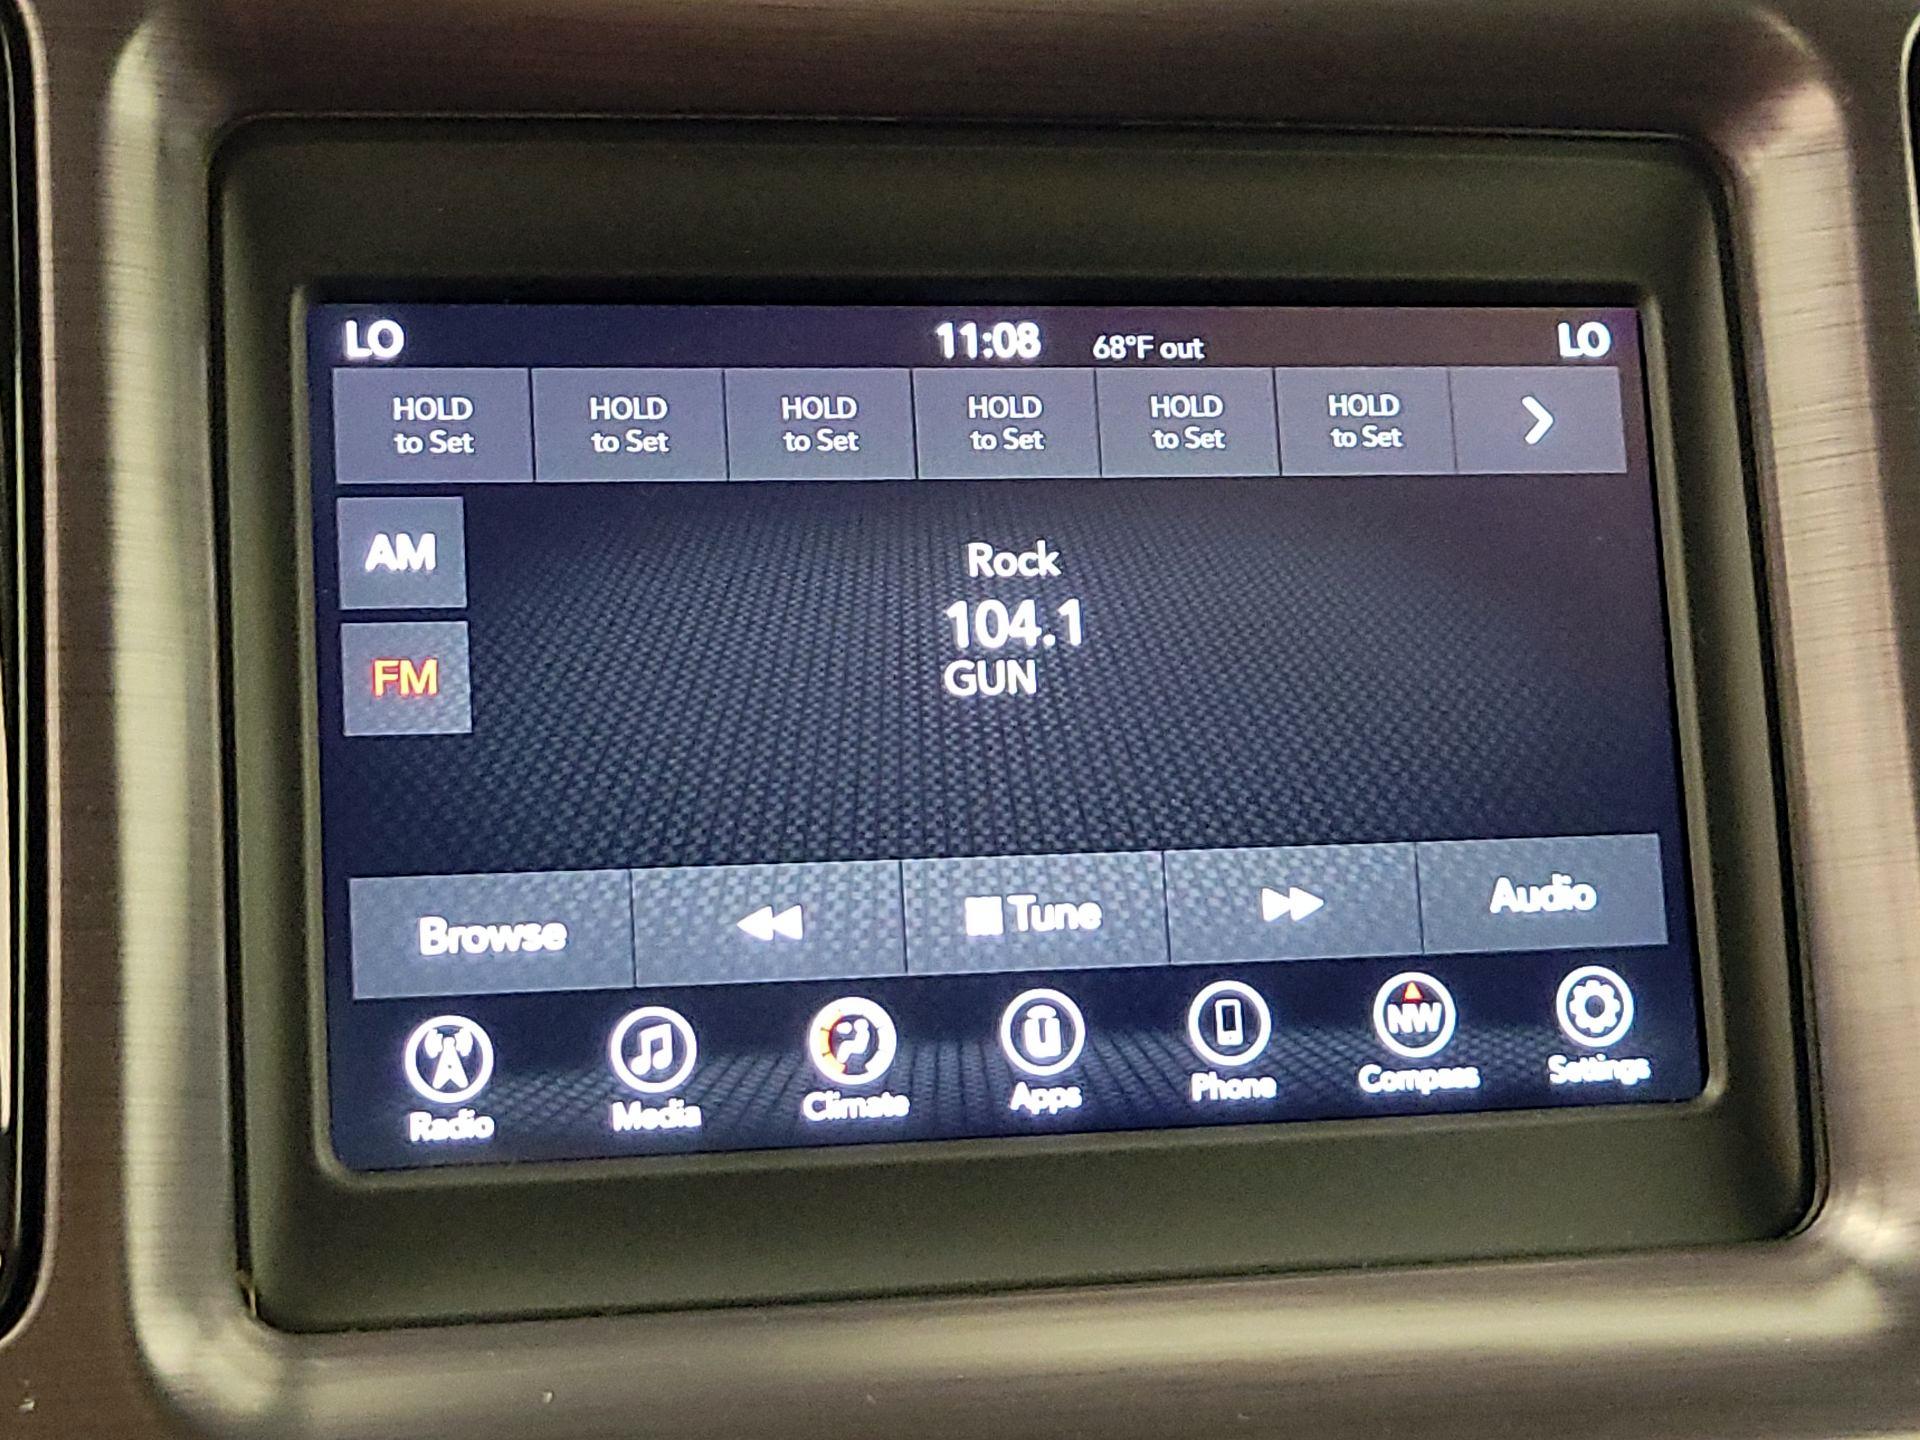 LO 11:08 68°F out LO
HOLD to Set
HOLD to Set
HOLD to Set
HOLD to Set
HOLD to Set
HOLD to Set
AM
FM
Rock
104.1
GUN
Browse Tune Audio
NW
Radio Media Climate Apps Phone Compass Settings